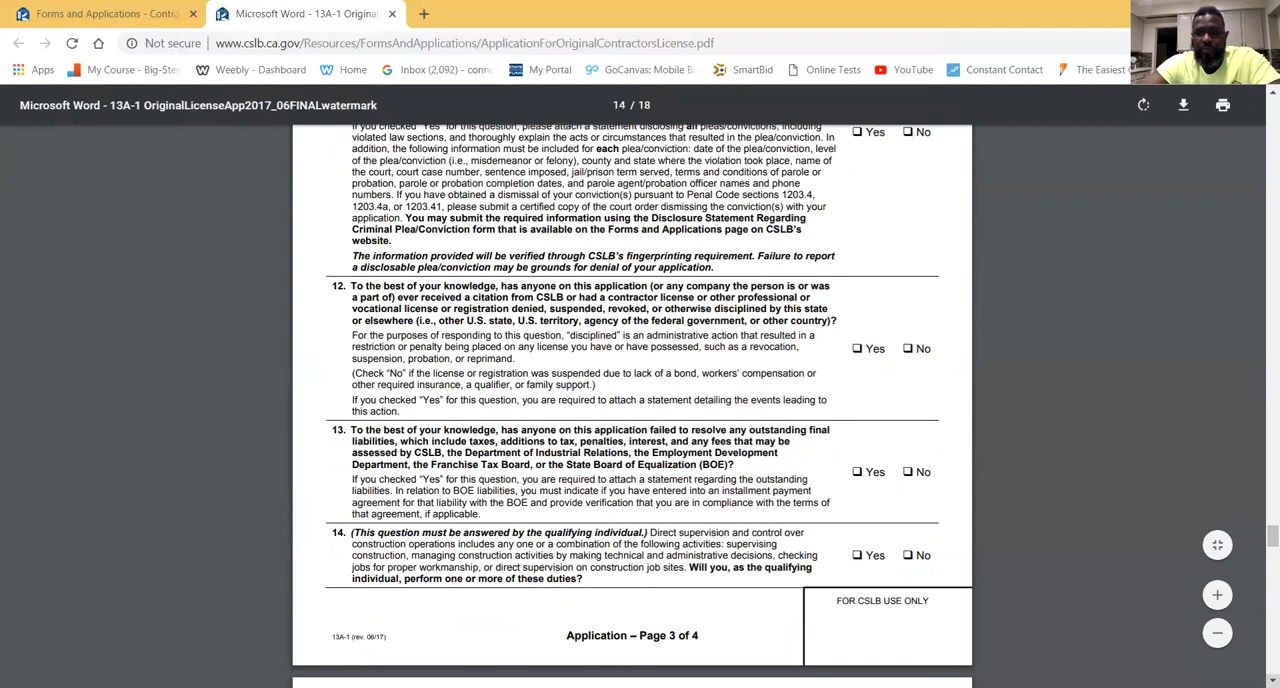 Forms and Applications - Contra
Microsoft Word - 13A-1 Original
Not secure
www.cslb.ca.gov/Resources/FormsAndApplications/ApplicationForOriginalContractorsLicense.pdf
Apps
My Course - Big-Ste
Weebly - Dashboard
Home
Inbox (2,092) - conne
My Portal
GoCanvas: Mobile Bu
SmartBid
Online Tests
YouTube
Constant Contact
The Easiest
Microsoft Word - 13A-1 OriginalLicenseApp2017_06FINALwatermark
14 / 18
If you checked "Yes" for this question, please attach a statement disclosing all pleas/convictions, including
violated law sections, and thoroughly explain the acts or circumstances that resulted in the plea/conviction. In
addition, the following information must be included for each plea/conviction: date of the plea/conviction, level
of the plea/conviction (i.e., misdemeanor or felony), county and state where the violation took place, name of
the court, court case number, sentence imposed, jail/prison term served, terms and conditions of parole or
probation, parole or probation completion dates, and parole agent/probation officer names and phone
numbers. If you have obtained a dismissal of your conviction(s) pursuant to Penal Code sections 1203.4,
1203.4a, or 1203.41, please submit a certified copy of the court order dismissing the conviction(s) with your
application. You may submit the required information using the Disclosure Statement Regarding
Criminal Plea/Conviction form that is available on the Forms and Applications page on CSLB's
website.
Yes No
The information provided will be verified through CSLB's fingerprinting requirement. Failure to report
a disclosable plea/conviction may be grounds for denial of your application.
12. To the best of your knowledge, has anyone on this application (or any company the person is or was
a part of) ever received a citation from CSLB or had a contractor license or other professional or
vocational license or registration denied, suspended, revoked, or otherwise disciplined by this state
or elsewhere (i.e., other U.S. state, U.S. territory, agency of the federal government, or other country)?
For the purposes of responding to this question, "disciplined" is an administrative action that resulted in a
restriction or penalty being placed on any license you have or have possessed, such as a revocation,
suspension, probation, or reprimand.
Yes No
(Check "No" if the license or registration was suspended due to lack of a bond, workers' compensation or
other required insurance, a qualifier, or family support.)
If you checked "Yes" for this question, you are required to attach a statement detailing the events leading to
this action.
13. To the best of your knowledge, has anyone on this application failed to resolve any outstanding final
liabilities, which include taxes, additions to tax, penalties, interest, and any fees that may be
assessed by CSLB, the Department of Industrial Relations, the Employment Development
Department, the Franchise Tax Board, or the State Board of Equalization (BOE)?
Yes No
If you checked "Yes" for this question, you are required to attach a statement regarding the outstanding
liabilities. In relation to BOE liabilities, you must indicate if you have entered into an installment payment
agreement for that liability with the BOE and provide verification that you are in compliance with the terms of
that agreement, if applicable.
14. (This question must be answered by the qualifying individual.) Direct supervision and control over
construction operations includes any one or a combination of the following activities: supervising
construction, managing construction activities by making technical and administrative decisions, checking
jobs for proper workmanship, or direct supervision on construction job sites. Will you, as the qualifying
individual, perform one or more of these duties?
Yes No
FOR CSLB USE ONLY
13A-1 (rev. 06/17)
Application – Page 3 of 4